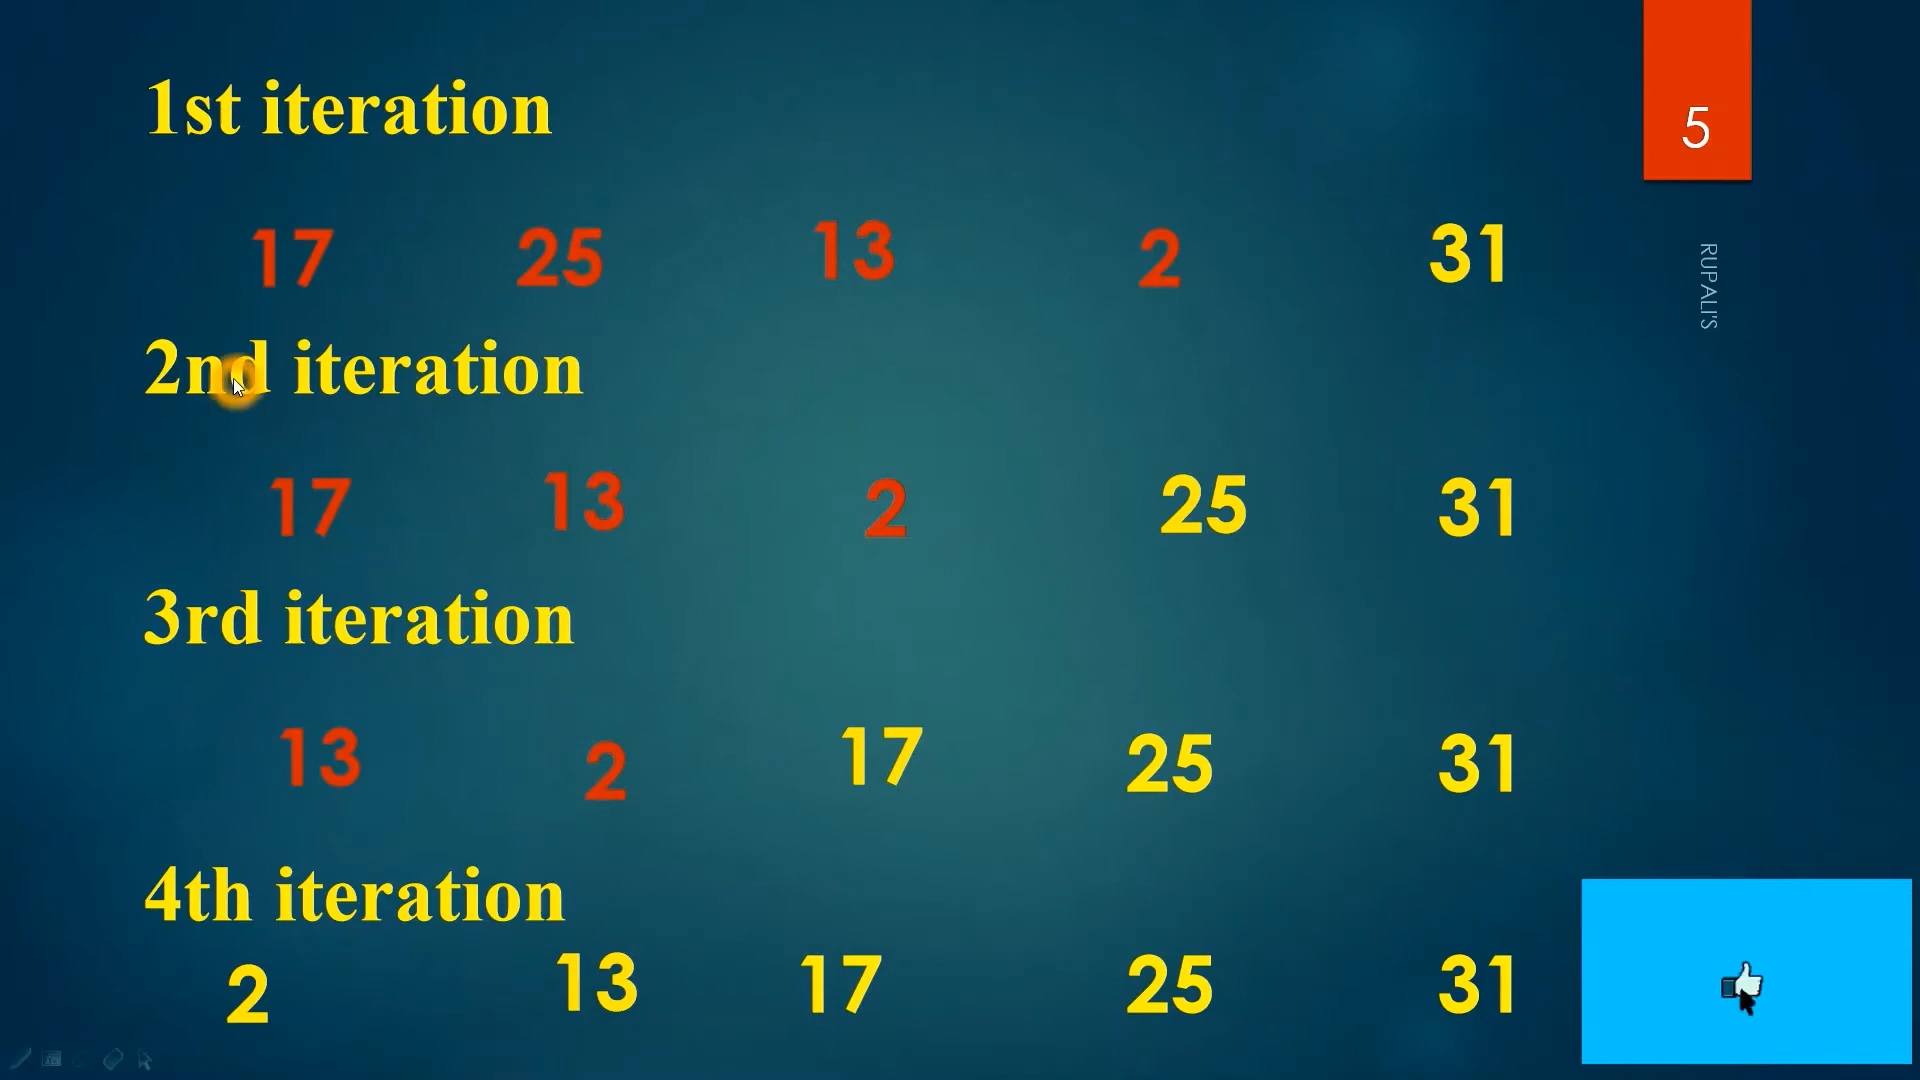 1st iteration
5
17 25 13 2 31
RUPALI'S
2nd iteration
17 13 2 25 31
3rd iteration
13 2 17 25 31
4th iteration
2 13 17 25 31